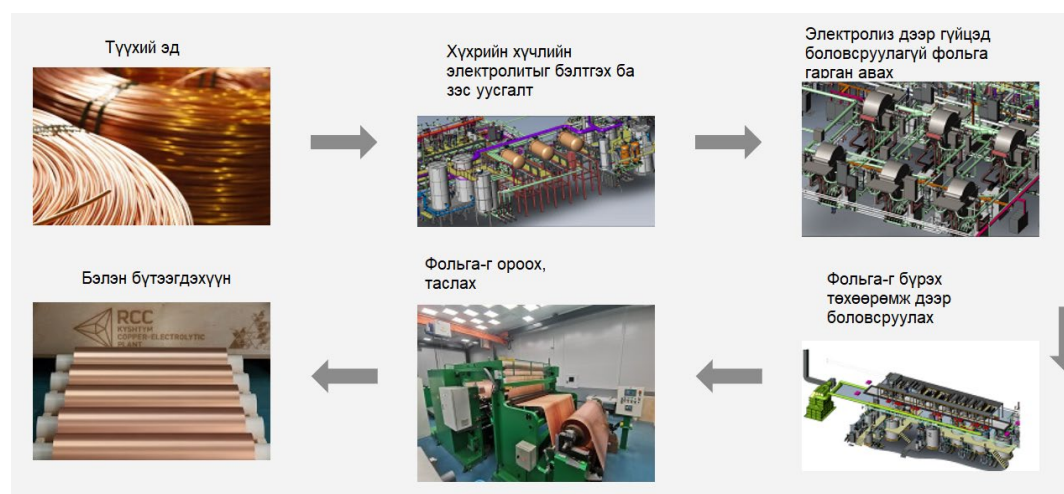 Түүхий эд
Хүхрийн хүчлийн
электролитыг бэлтгэх ба
зэс уусгалт
Электролиз дээр гүйцэд
боловсруулагүй фольга
гарган авах
Бэлэн бүтээгдэхүүн
Фольга-г ороох,
таслах
Фольга-г бүрэх
төхөөрөмж дээр
боловсруулах
RCC
KYSHTYM
COPPER-ELECTROLYTIC
PLANT